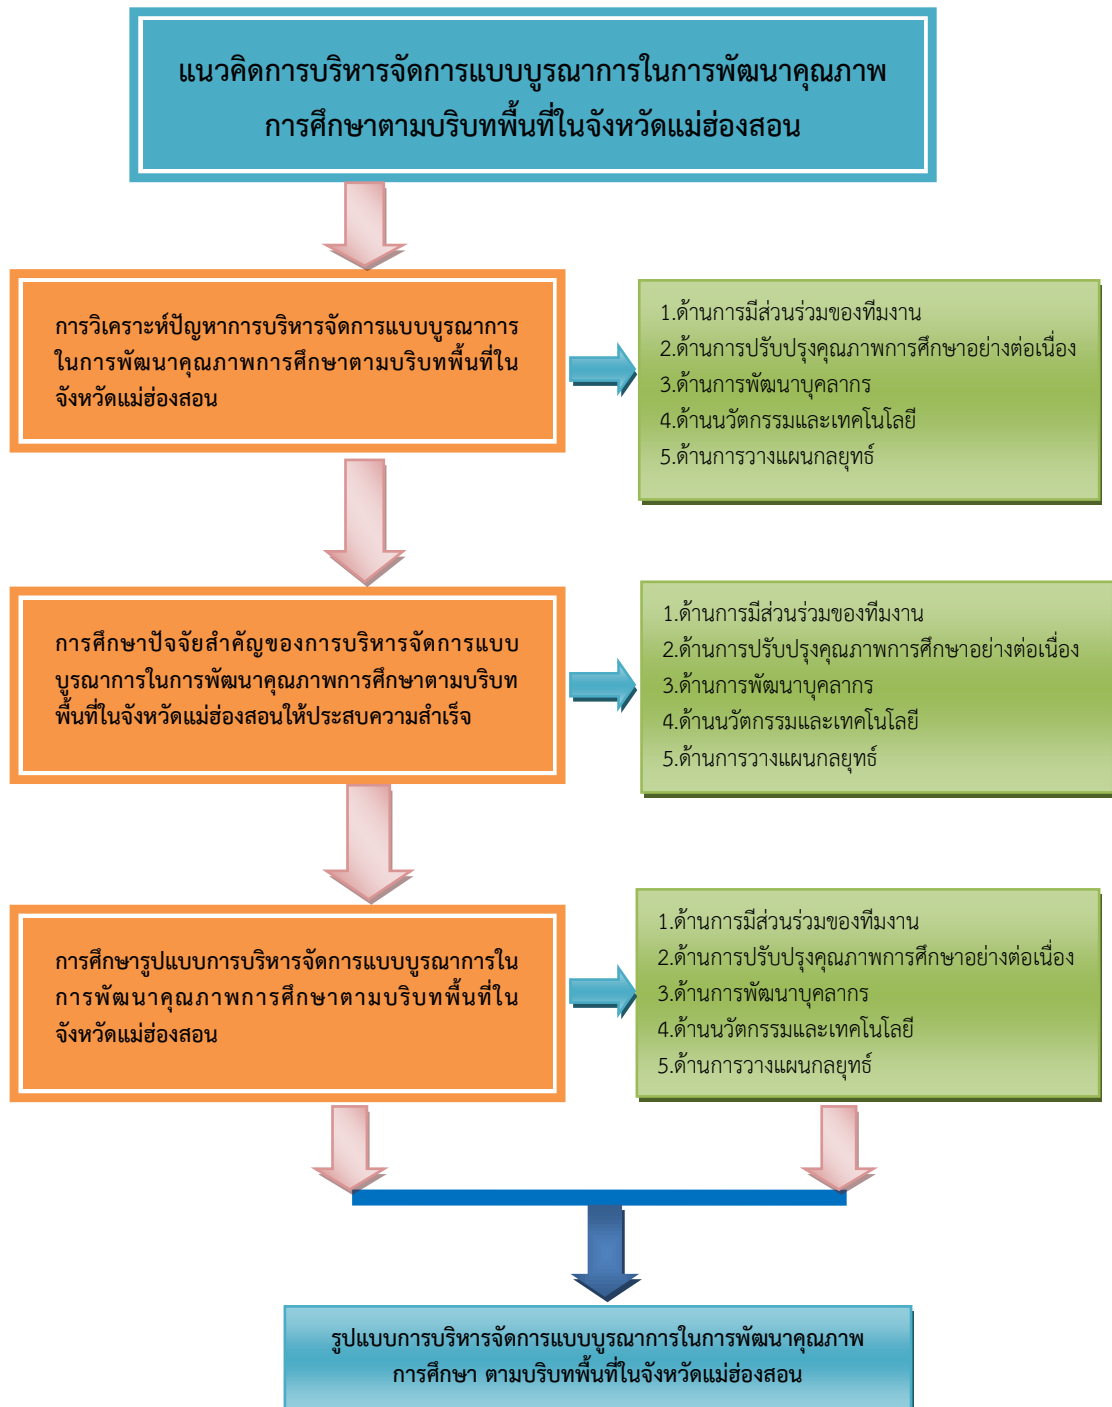 แนวคิดการบริหารจัดการแบบบูรณาการในการพัฒนาคุณภาพ
การศึกษาตามบริบทพื้นที่ในจังหวัดแม่ฮ่องสอน
การวิเคราะห์ปัญหาการบริหารจัดการแบบบูรณาการ
ในการพัฒนาคุณภาพการศึกษาตามบริบทพื้นที่ใน
จังหวัดแม่ฮ่องสอน
1.ด้านการมีส่วนร่วมของทีมงาน
2.ด้านการปรับปรุงคุณภาพการศึกษาอย่างต่อเนื่อง
3.ด้านการพัฒนาบุคลากร
4.ด้านนวัตกรรมและเทคโนโลยี
5.ด้านการวางแผนกลยุทธ์
การศึกษาปัจจัยสำคัญของการบริหารจัดการแบบ
บูรณาการในการพัฒนาคุณภาพการศึกษาตามบริบท
พื้นที่ในจังหวัดแม่ฮ่องสอนให้ประสบความสำเร็จ
1.ด้านการมีส่วนร่วมของทีมงาน
2.ด้านการปรับปรุงคุณภาพการศึกษาอย่างต่อเนื่อง
3.ด้านการพัฒนาบุคลากร
4.ด้านนวัตกรรมและเทคโนโลยี
5.ด้านการวางแผนกลยุทธ์
การศึกษารูปแบบการบริหารจัดการแบบบูรณาการใน
การพัฒนาคุณภาพการศึกษาตามบริบทพื้นที่ใน
จังหวัดแม่ฮ่องสอน
1.ด้านการมีส่วนร่วมของทีมงาน
2.ด้านการปรับปรุงคุณภาพการศึกษาอย่างต่อเนื่อง
3.ด้านการพัฒนาบุคลากร
4.ด้านนวัตกรรมและเทคโนโลยี
5.ด้านการวางแผนกลยุทธ์
รูปแบบการบริหารจัดการแบบบูรณาการในการพัฒนาคุณภาพ
การศึกษา ตามบริบทพื้นที่ในจังหวัดแม่ฮ่องสอน